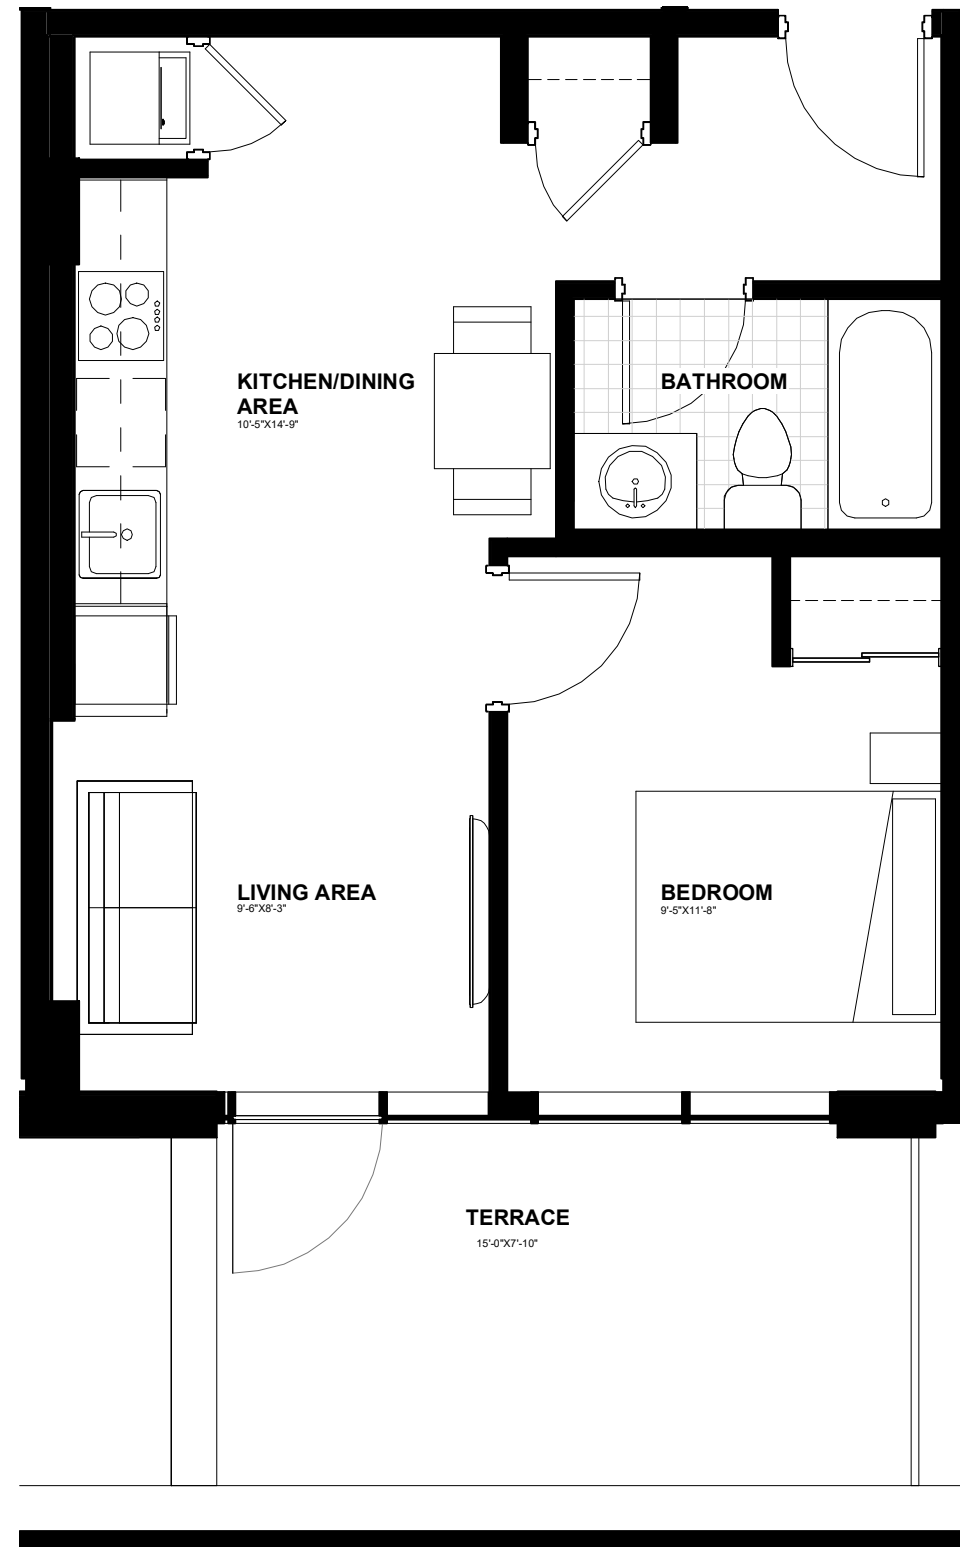 KITCHEN/DINING
AREA
10'-5"X14'-9"
BATHROOM
LIVING AREA
9'-6"X8'-3"
BEDROOM
9'-5"X11'-8"
TERRACE
15'-0"X7'-10"